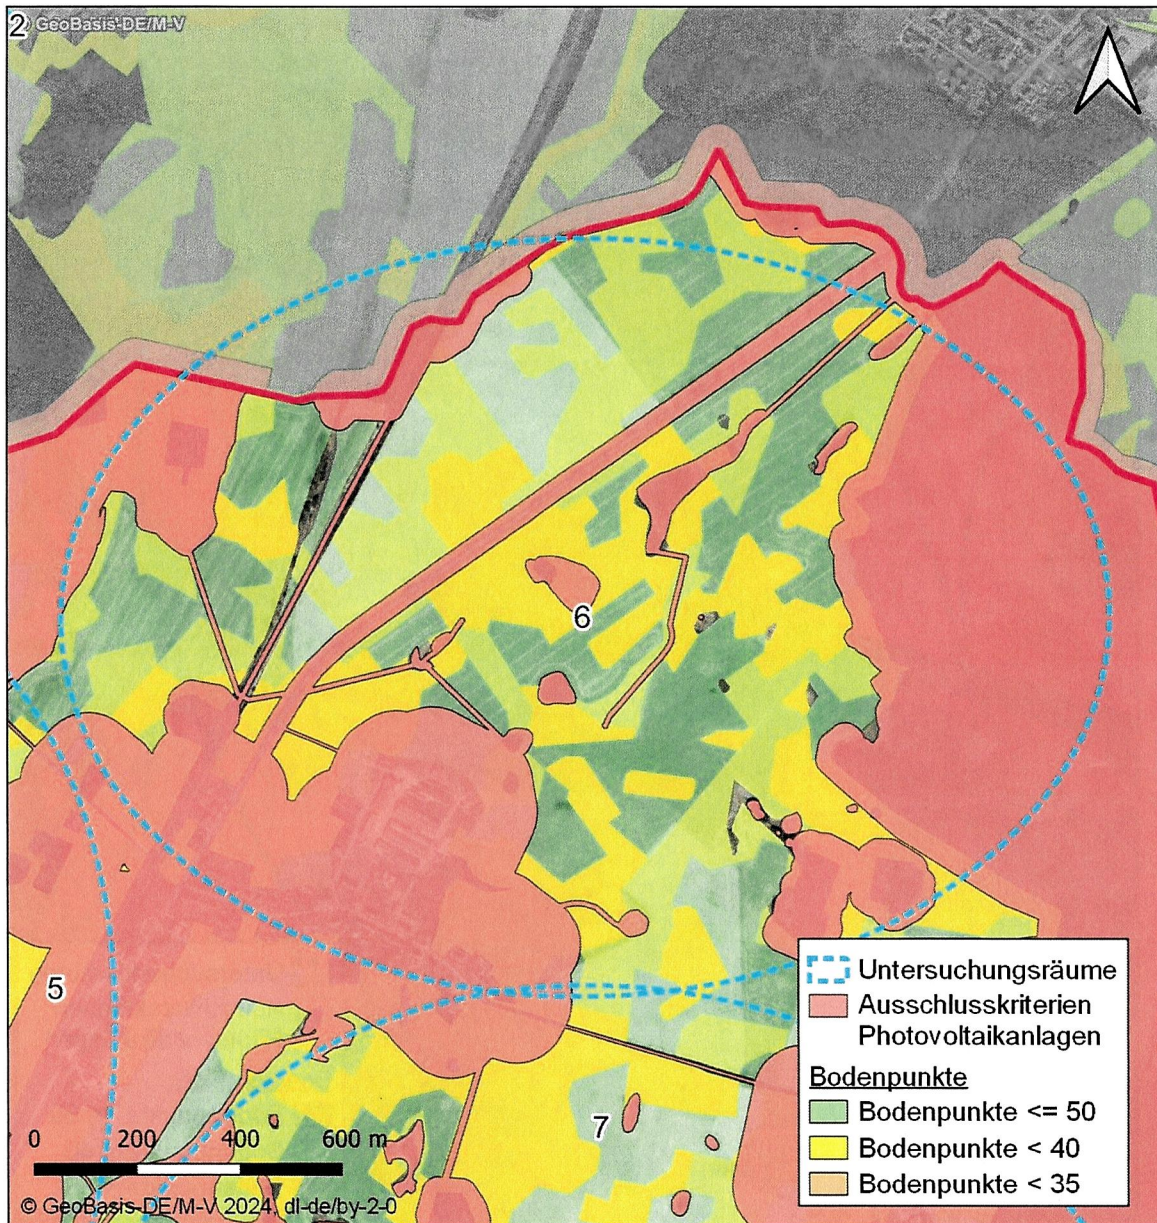 2
© GeoBasis-DE/M-V
6
5
7
Untersuchungsräume
Ausschlusskriterien
Photovoltaikanlagen
Bodenpunkte
Bodenpunkte <= 50
Bodenpunkte < 40
Bodenpunkte < 35
0 200 400 600 m
© GeoBasis-DE/M-V 2024, dl-de/by-2-0